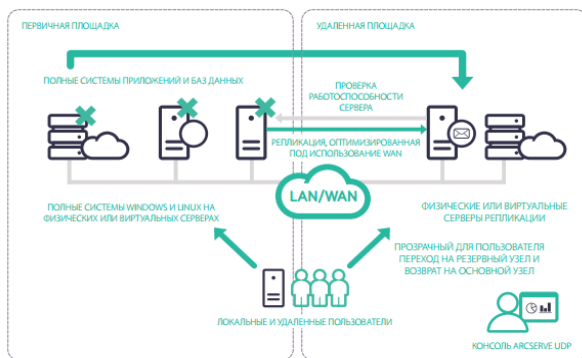 ПЕРВИЧНАЯ ПЛОЩАДКА
УДАЛЕННАЯ ПЛОЩАДКА
ПОЛНЫЕ СИСТЕМЫ ПРИЛОЖЕНИЙ И БАЗ ДАННЫХ
ПРОВЕРКА
РАБОТОСПОСОБНОСТИ
СЕРВЕРА
РЕПЛИКАЦИЯ, ОПТИМИЗИРОВАННАЯ
ПОД ИСПОЛЬЗОВАНИЕ WAN
LAN/WAN
ПОЛНЫЕ СИСТЕМЫ WINDOWS И LINUX НА
ФИЗИЧЕСКИХ ИЛИ ВИРТУАЛЬНЫХ СЕРВЕРАХ
ФИЗИЧЕСКИЕ ИЛИ ВИРТУАЛЬНЫЕ
СЕРВЕРЫ РЕПЛИКАЦИИ
ПРОЗРАЧНЫЙ ДЛЯ ПОЛЬЗОВАТЕЛЯ
ПЕРЕХОД НА РЕЗЕРВНЫЙ УЗЕЛ И
ВОЗВРАТ НА ОСНОВНОЙ УЗЕЛ
ЛОКАЛЬНЫЕ И УДАЛЕННЫЕ ПОЛЬЗОВАТЕЛИ
КОНСОЛЬ ARCSERVE UDP